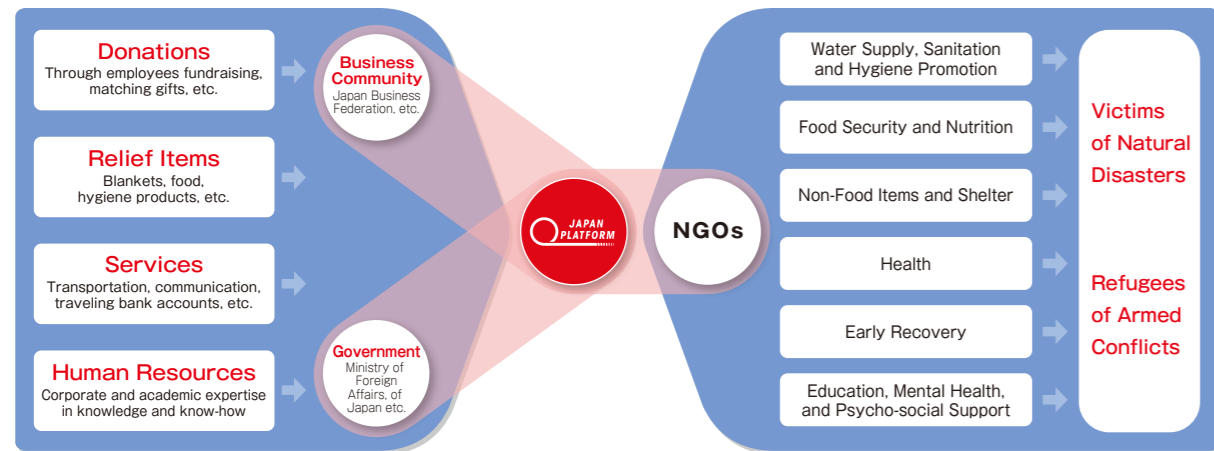 Donations
Through employees fundraising,
matching gifts, etc.
Relief Items
Blankets, food,
hygiene products, etc.
Services
Transportation, communication,
traveling bank accounts, etc.
Human Resources
Corporate and academic expertise
in knowledge and know-how
Business
Community
Japan Business
Federation, etc.
Government
Ministry of
Foreign
Affairs, of
Japan etc.
JAPAN
PLATFORM
NGOs
Water Supply, Sanitation
and Hygiene Promotion
Food Security and Nutrition
Non-Food Items and Shelter
Health
Early Recovery
Education, Mental Health,
and Psycho-social Support
Victims
of Natural
Disasters
Refugees
of Armed
Conflicts